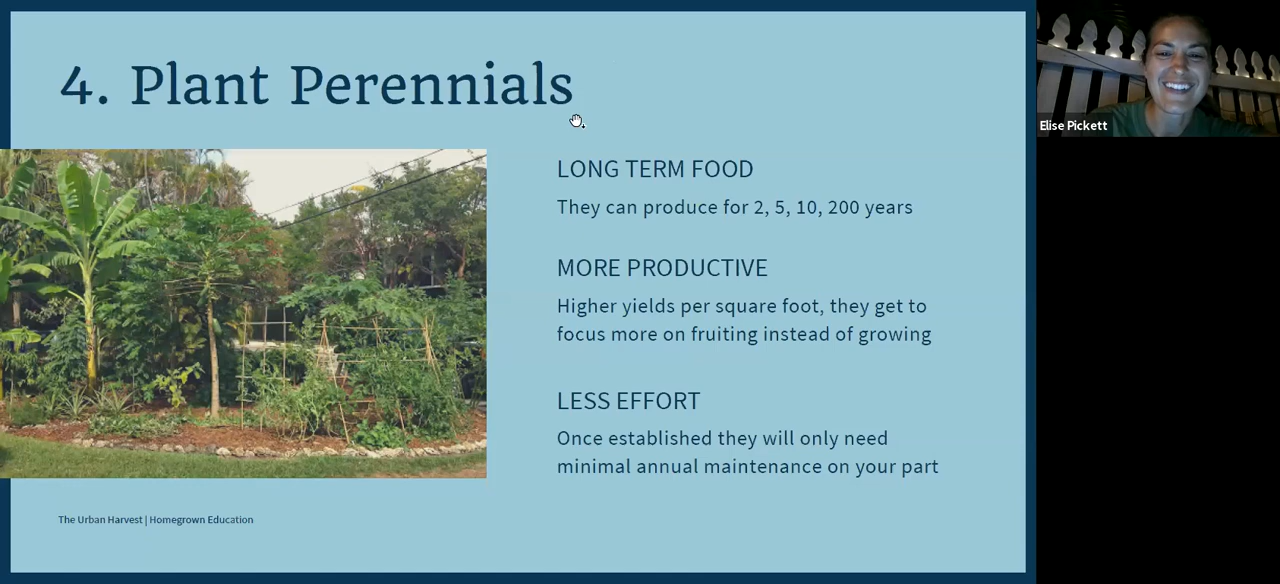 4. Plant Perennials
Elise Pickett
LONG TERM FOOD
They can produce for 2, 5, 10, 200 years
MORE PRODUCTIVE
Higher yields per square foot, they get to
focus more on fruiting instead of growing
LESS EFFORT
Once established they will only need
minimal annual maintenance on your part
The Urban Harvest | Homegrown Education